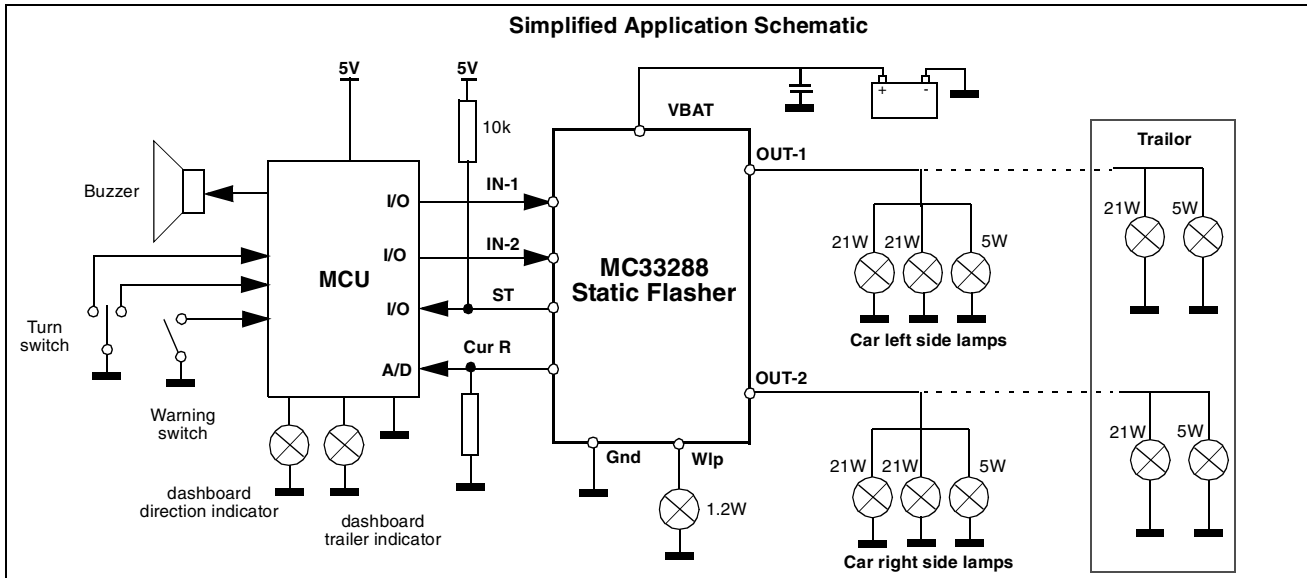 Simplified Application Schematic
5V
5V
10k
VBAT
+ -
Trailor
OUT-1
Buzzer
I/O
IN-1
21W
5W
21W
21W
5W
I/O
IN-2
MCU
MC33288
Static Flasher
I/O
ST
Turn
switch
Car left side lamps
Cur R
A/D
OUT-2
Warning
switch
Gnd
Wlp
21W
5W
21W
21W
5W
1.2W
dashboard
direction indicator
dashboard
trailer indicator
Car right side lamps